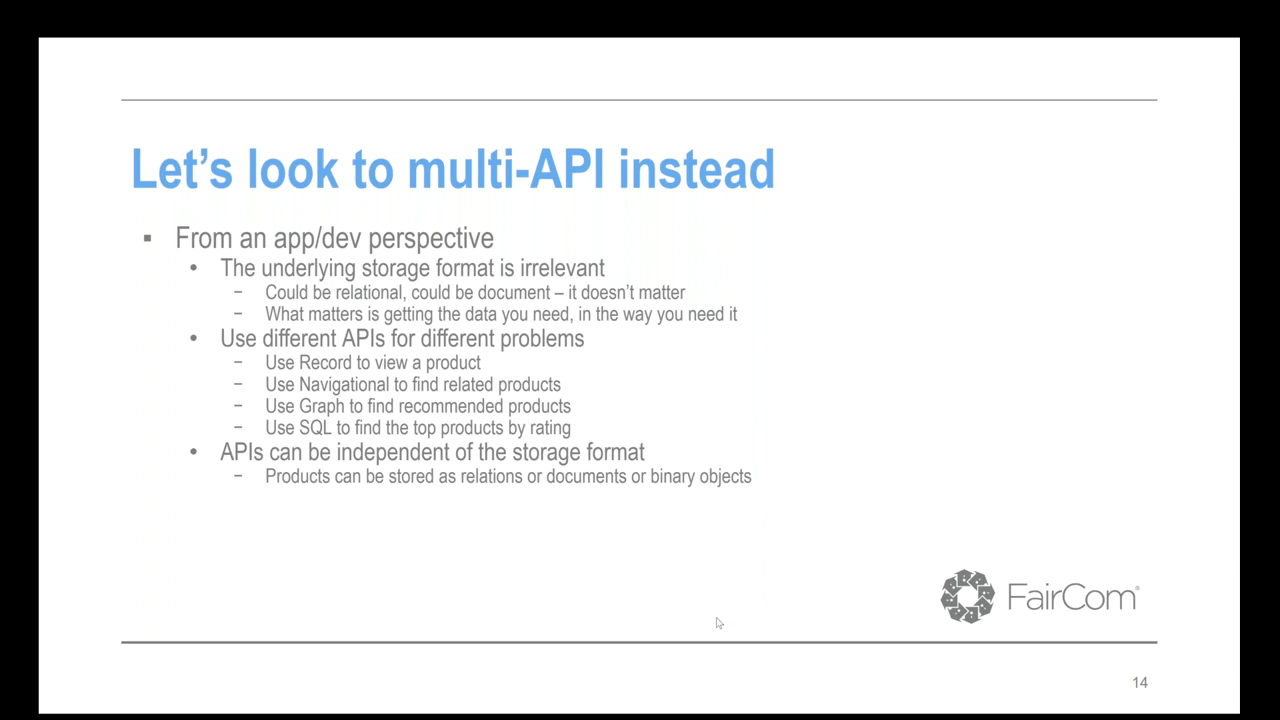 Let’s look to multi-API instead
▪ From an app/dev perspective
• The underlying storage format is irrelevant
− Could be relational, could be document – it doesn’t matter
− What matters is getting the data you need, in the way you need it
• Use different APIs for different problems
− Use Record to view a product
− Use Navigational to find related products
− Use Graph to find recommended products
− Use SQL to find the top products by rating
• APIs can be independent of the storage format
− Products can be stored as relations or documents or binary objects
FairCom®
14